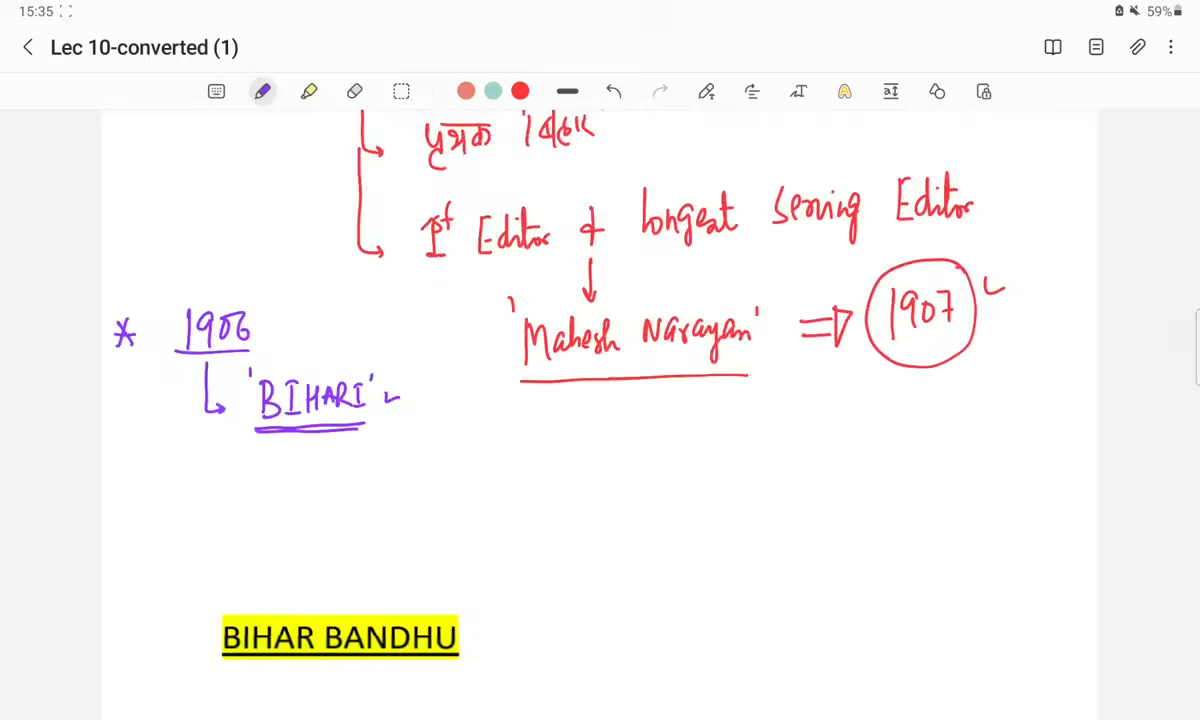 15:35 59%
Lec 10-converted (1)
पृथक बिहार
1st Editor & longest serving Editor
* 1906
'Mahesh Narayan' ⇒ 1907 ✓
'BIHARI' ✓
BIHAR BANDHU